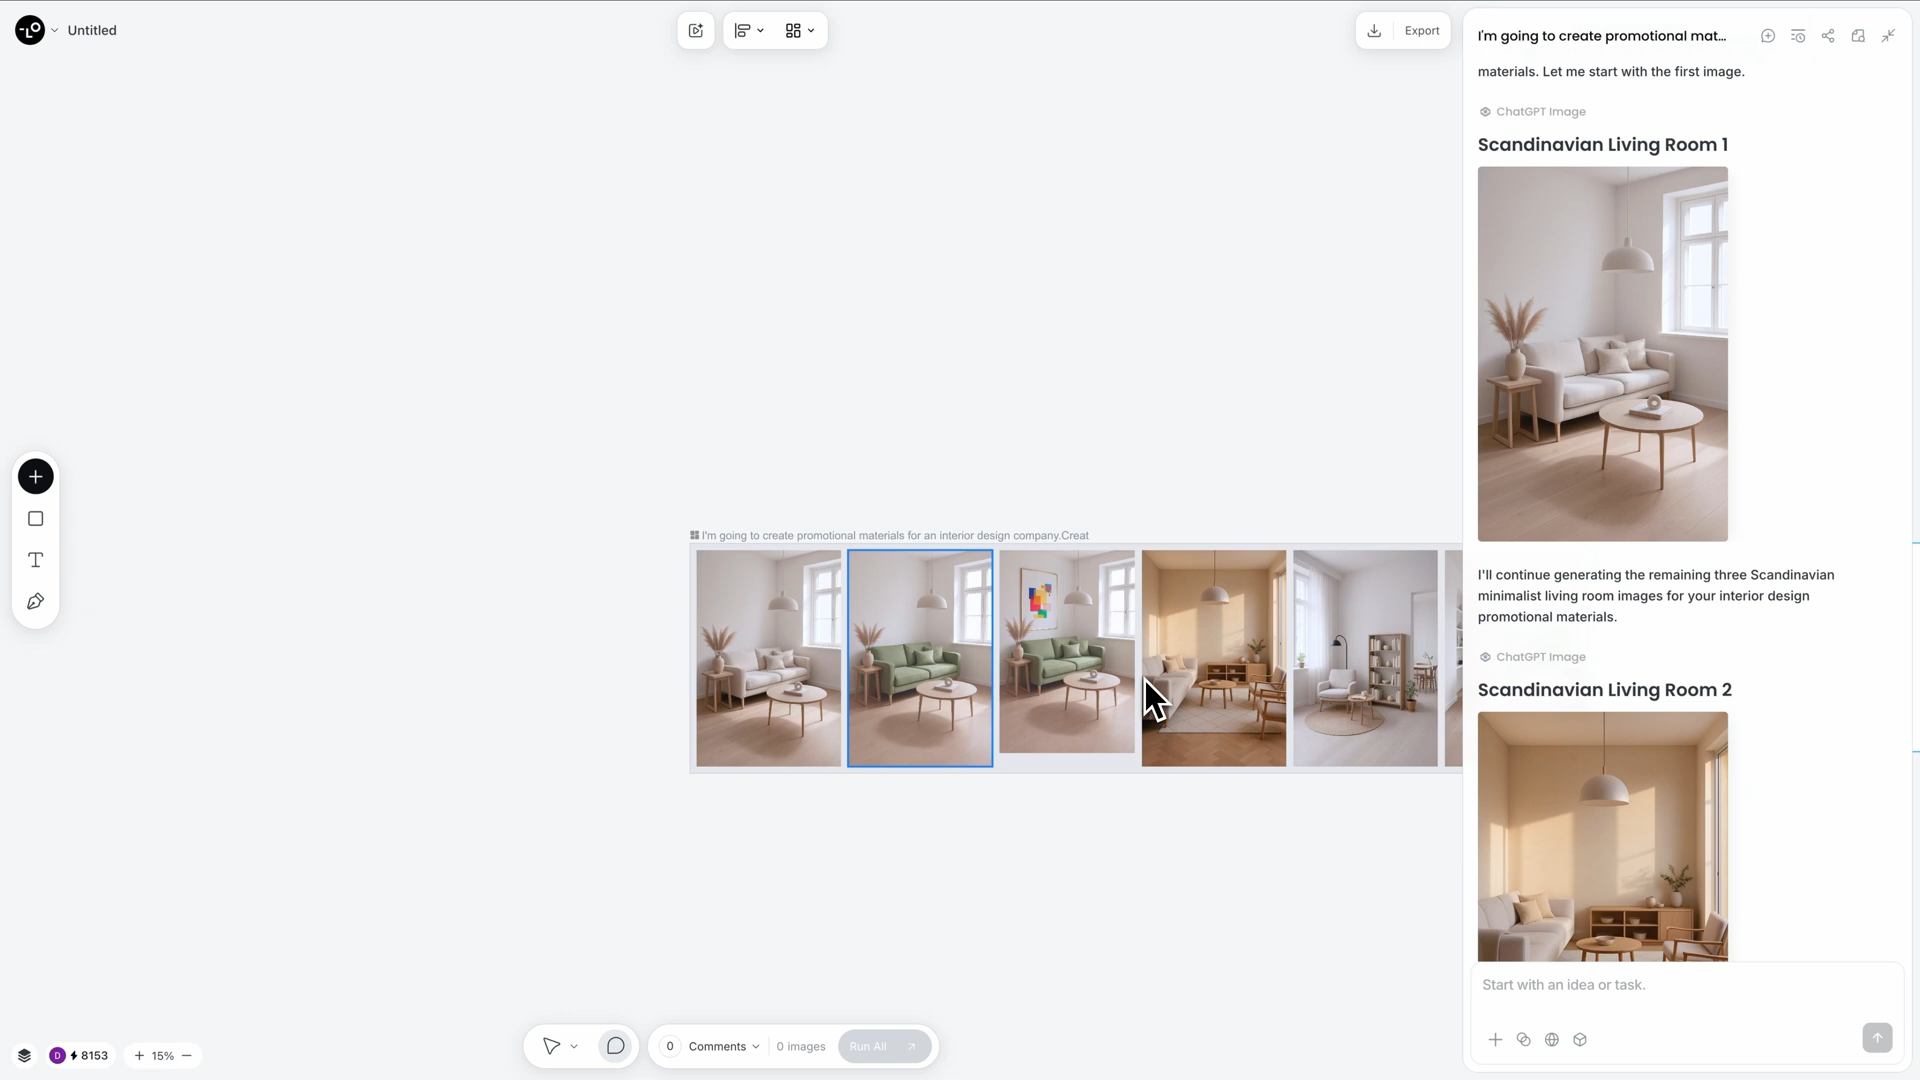 Untitled
Export
I'm going to create promotional mat...
materials. Let me start with the first image.
ChatGPT Image
Scandinavian Living Room 1
I'm going to create promotional materials for an interior design company.Creat
I'll continue generating the remaining three Scandinavian
minimalist living room images for your interior design
promotional materials.
ChatGPT Image
Scandinavian Living Room 2
Start with an idea or task.
D
8153
15%
0
Comments
0 images
Run All